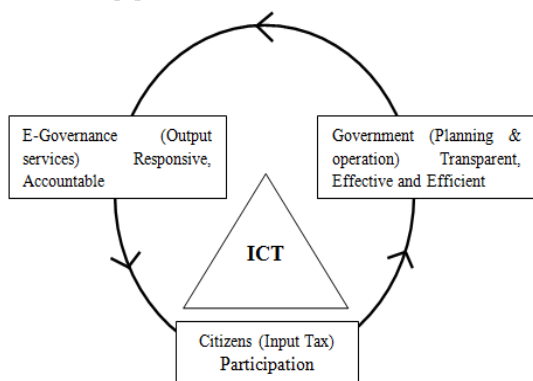 E-Governance (Output
services) Responsive,
Accountable
Government (Planning &
operation) Transparent,
Effective and Efficient
ICT
Citizens (Input Tax)
Participation